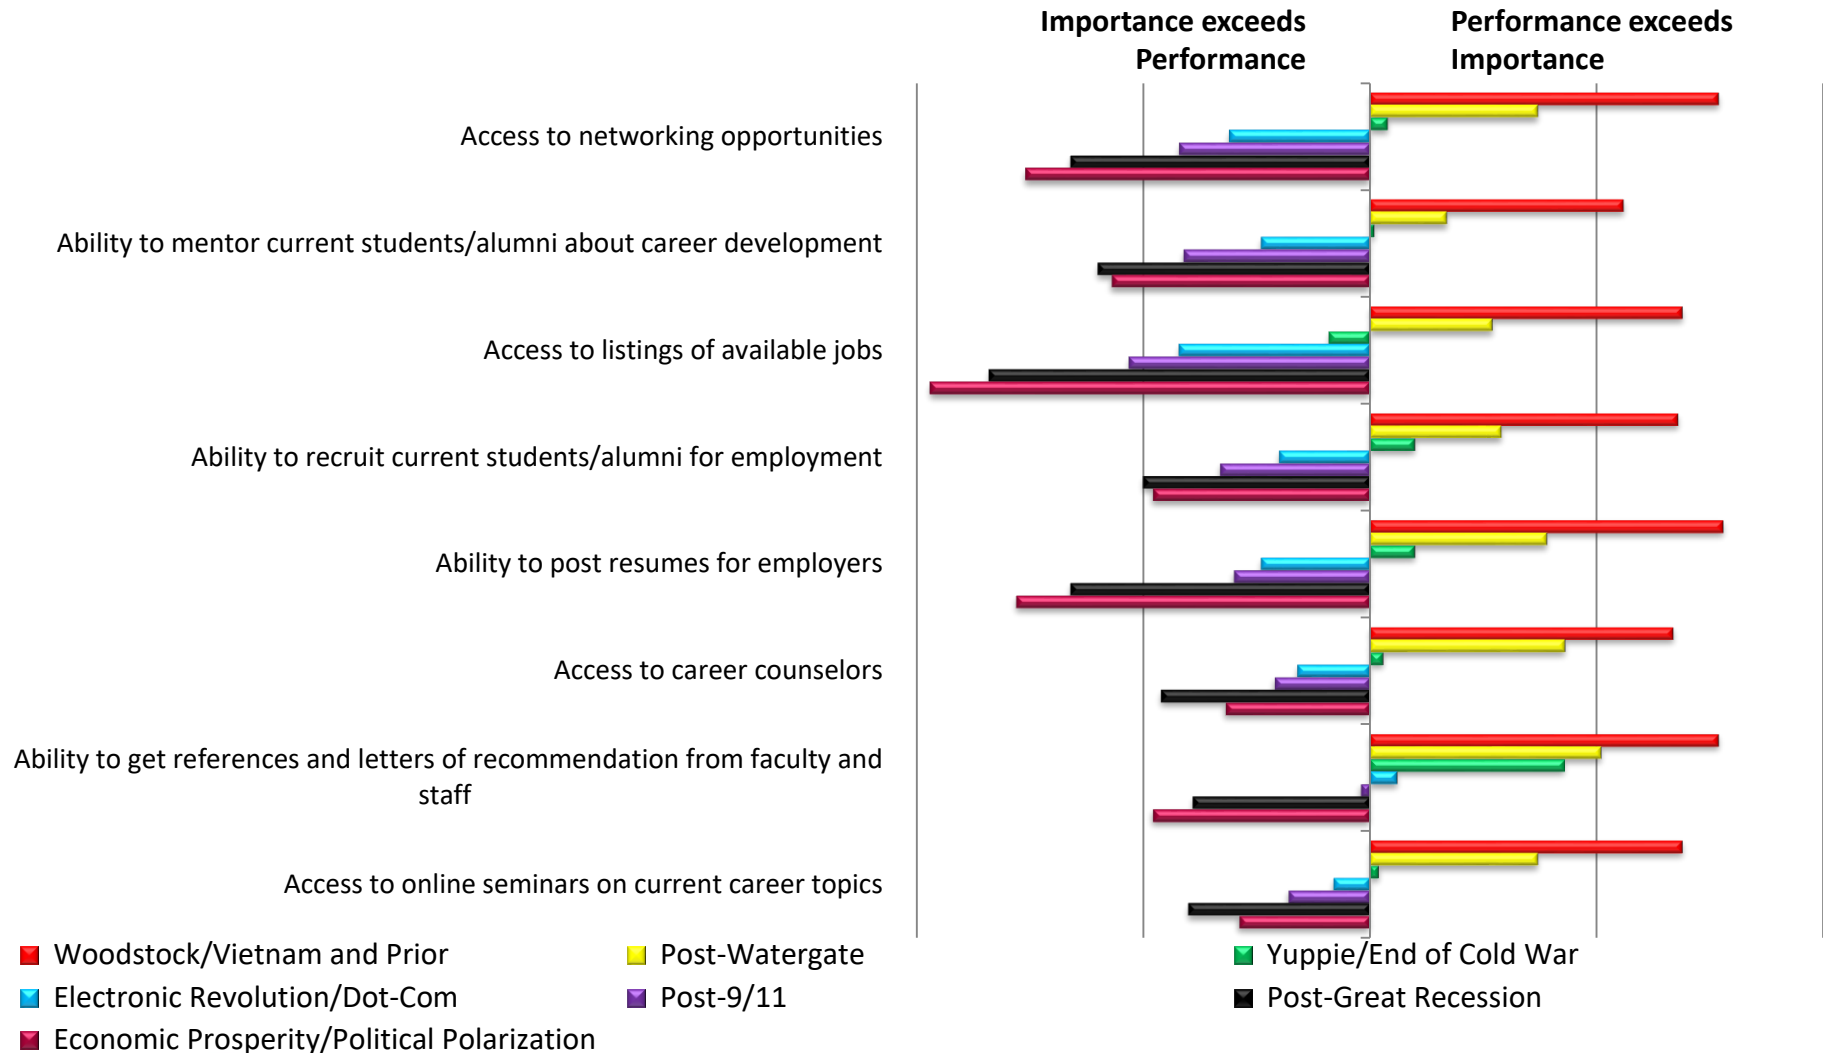 Importance exceeds
Performance
Performance exceeds
Importance
Access to networking opportunities
Ability to mentor current students/alumni about career development
Access to listings of available jobs
Ability to recruit current students/alumni for employment
Ability to post resumes for employers
Access to career counselors
Ability to get references and letters of recommendation from faculty and
staff
Access to online seminars on current career topics
Woodstock/Vietnam and Prior
Post-Watergate
Yuppie/End of Cold War
Electronic Revolution/Dot-Com
Post-9/11
Post-Great Recession
Economic Prosperity/Political Polarization